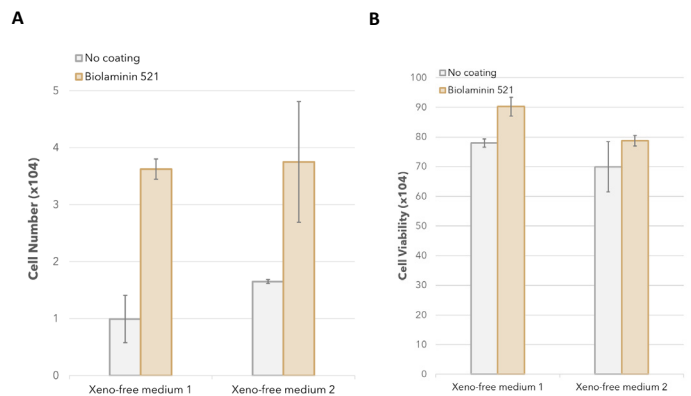 A
No coating
Biolaminin 521
5
4
3
2
1
0
Cell Number (x104)
Xeno-free medium 1
Xeno-free medium 2
B
No coating
Biolaminin 521
100
90
80
70
60
50
40
30
20
10
0
Cell Viability (x104)
Xeno-free medium 1
Xeno-free medium 2